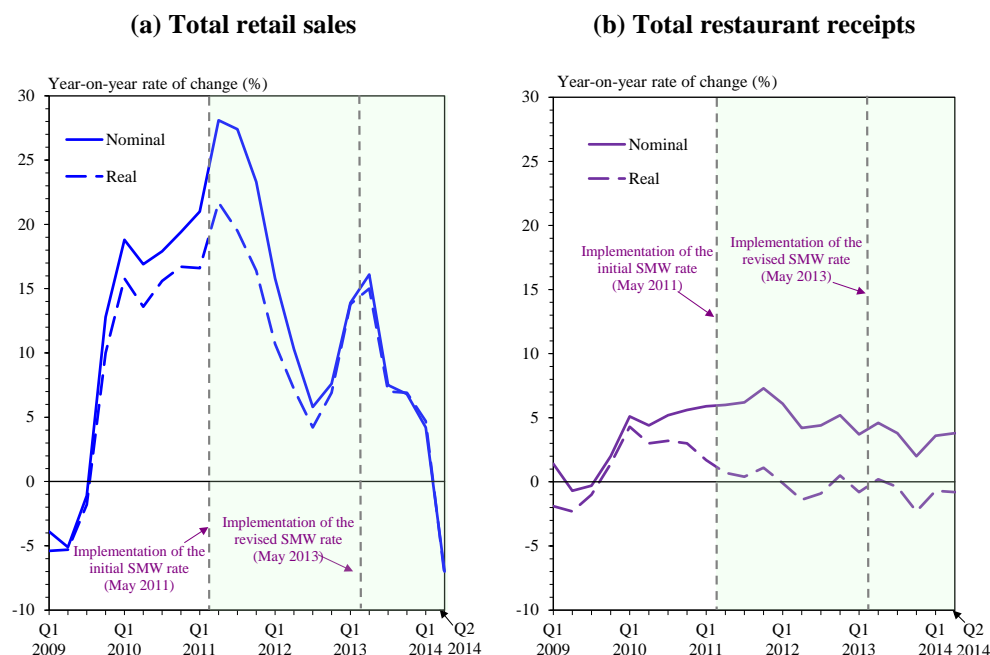 (a) Total retail sales
Year-on-year rate of change (%)
30
25
20
15
10
5
0
-5
-10
Nominal
Real
Implementation of the
initial SMW rate
(May 2011)
Implementation of the
revised SMW rate
(May 2013)
Q1 Q1 Q1 Q1 Q1 Q1 Q2
2009 2010 2011 2012 2013 2014 2014
(b) Total restaurant receipts
Year-on-year rate of change (%)
30
25
20
15
10
5
0
-5
-10
Nominal
Real
Implementation of the
initial SMW rate
(May 2011)
Implementation of the
revised SMW rate
(May 2013)
Q1 Q1 Q1 Q1 Q1 Q1 Q2
2009 2010 2011 2012 2013 2014 2014